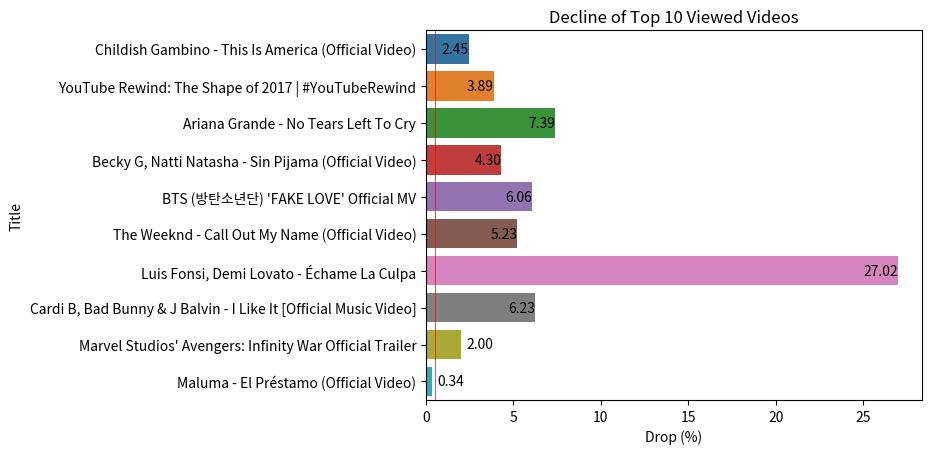 Decline of Top 10 Viewed Videos
Childish Gambino - This Is America (Official Video) 2.45
YouTube Rewind: The Shape of 2017 | #YouTubeRewind 3.89
Ariana Grande - No Tears Left To Cry 7.39
Becky G, Natti Natasha - Sin Pijama (Official Video) 4.30
BTS (방탄소년단) 'FAKE LOVE' Official MV 6.06
The Weeknd - Call Out My Name (Official Video) 5.23
Luis Fonsi, Demi Lovato - Échame La Culpa 27.02
Cardi B, Bad Bunny & J Balvin - I Like It [Official Music Video] 6.23
Marvel Studios' Avengers: Infinity War Official Trailer 2.00
Maluma - El Préstamo (Official Video) 0.34
Title
0 5 10 15 20 25
Drop (%)